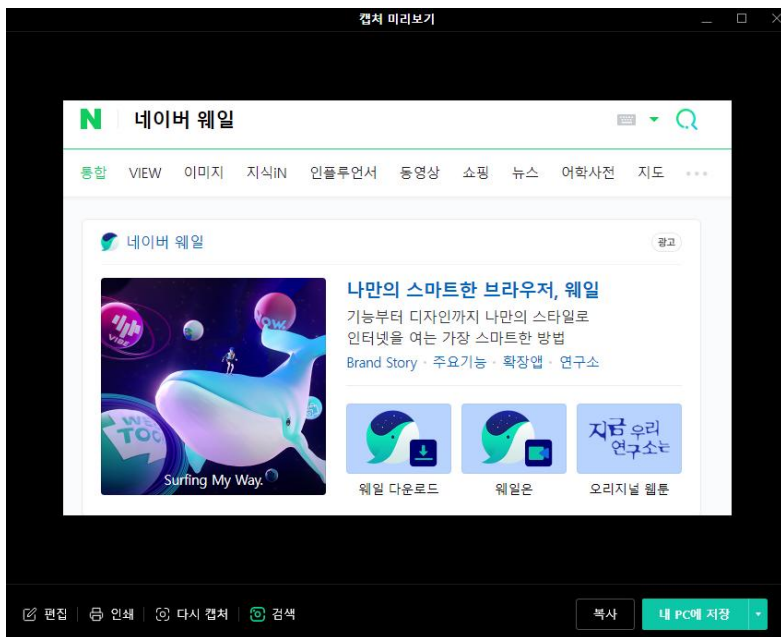 캡처 미리보기
N 네이버 웨일
통합 VIEW 이미지 지식iN 인플루언서 동영상 쇼핑 뉴스 어학사전 지도
네이버 웨일 광고
VIBE
NOW
WE
TOO
Surfing My Way.
나만의 스마트한 브라우저, 웨일
기능부터 디자인까지 나만의 스타일로
인터넷을 여는 가장 스마트한 방법
Brand Story · 주요기능 · 확장앱 · 연구소
지금 우리
연구소는
웨일 다운로드 웨일온 오리지널 웹툰
편집 인쇄 다시 캡처 검색 복사 내 PC에 저장